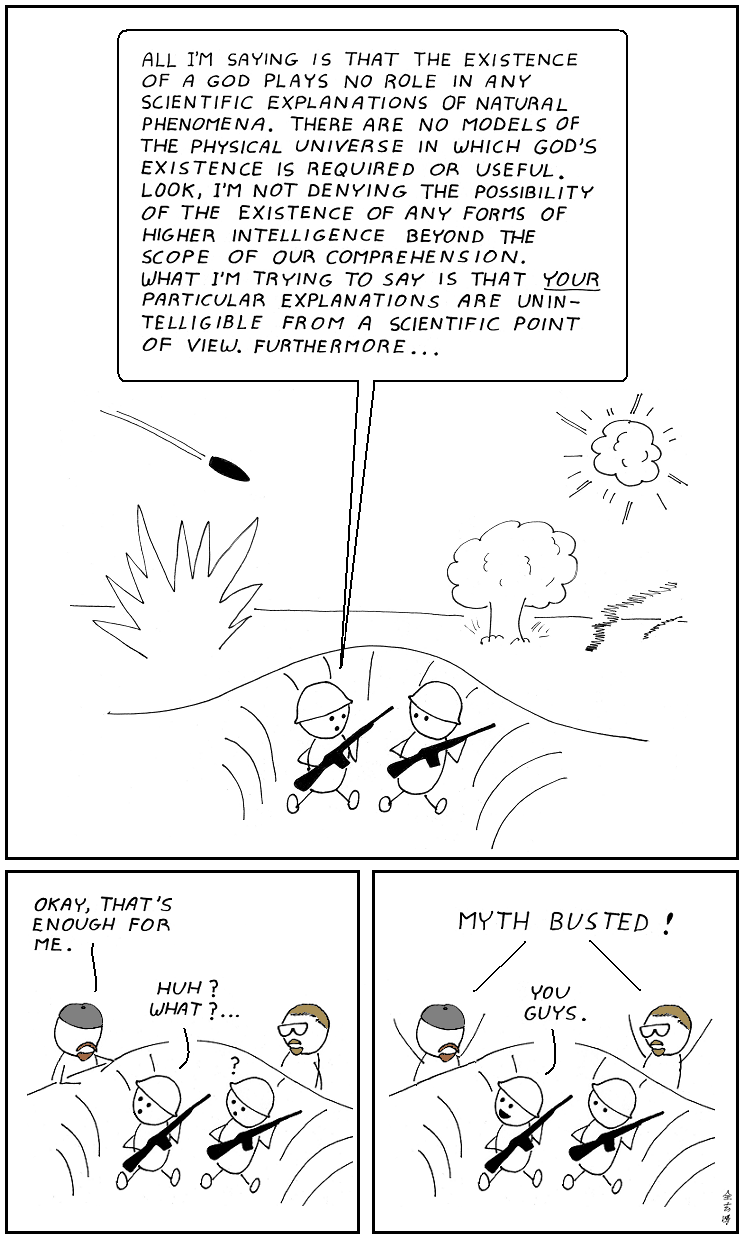 ALL I'M SAYING IS THAT THE EXISTENCE
OF A GOD PLAYS NO ROLE IN ANY
SCIENTIFIC EXPLANATIONS OF NATURAL
PHENOMENA. THERE ARE NO MODELS OF
THE PHYSICAL UNIVERSE IN WHICH GOD'S
EXISTENCE IS REQUIRED OR USEFUL.
LOOK, I'M NOT DENYING THE POSSIBILITY
OF THE EXISTENCE OF ANY FORMS OF
HIGHER INTELLIGENCE BEYOND THE
SCOPE OF OUR COMPREHENSION.
WHAT I'M TRYING TO SAY IS THAT YOUR
PARTICULAR EXPLANATIONS ARE UNIN-
TELLIGIBLE FROM A SCIENTIFIC POINT
OF VIEW. FURTHERMORE...
OKAY, THAT'S
ENOUGH FOR
ME.
HUH?
WHAT?...
?
MYTH BUSTED!
YOU
GUYS.